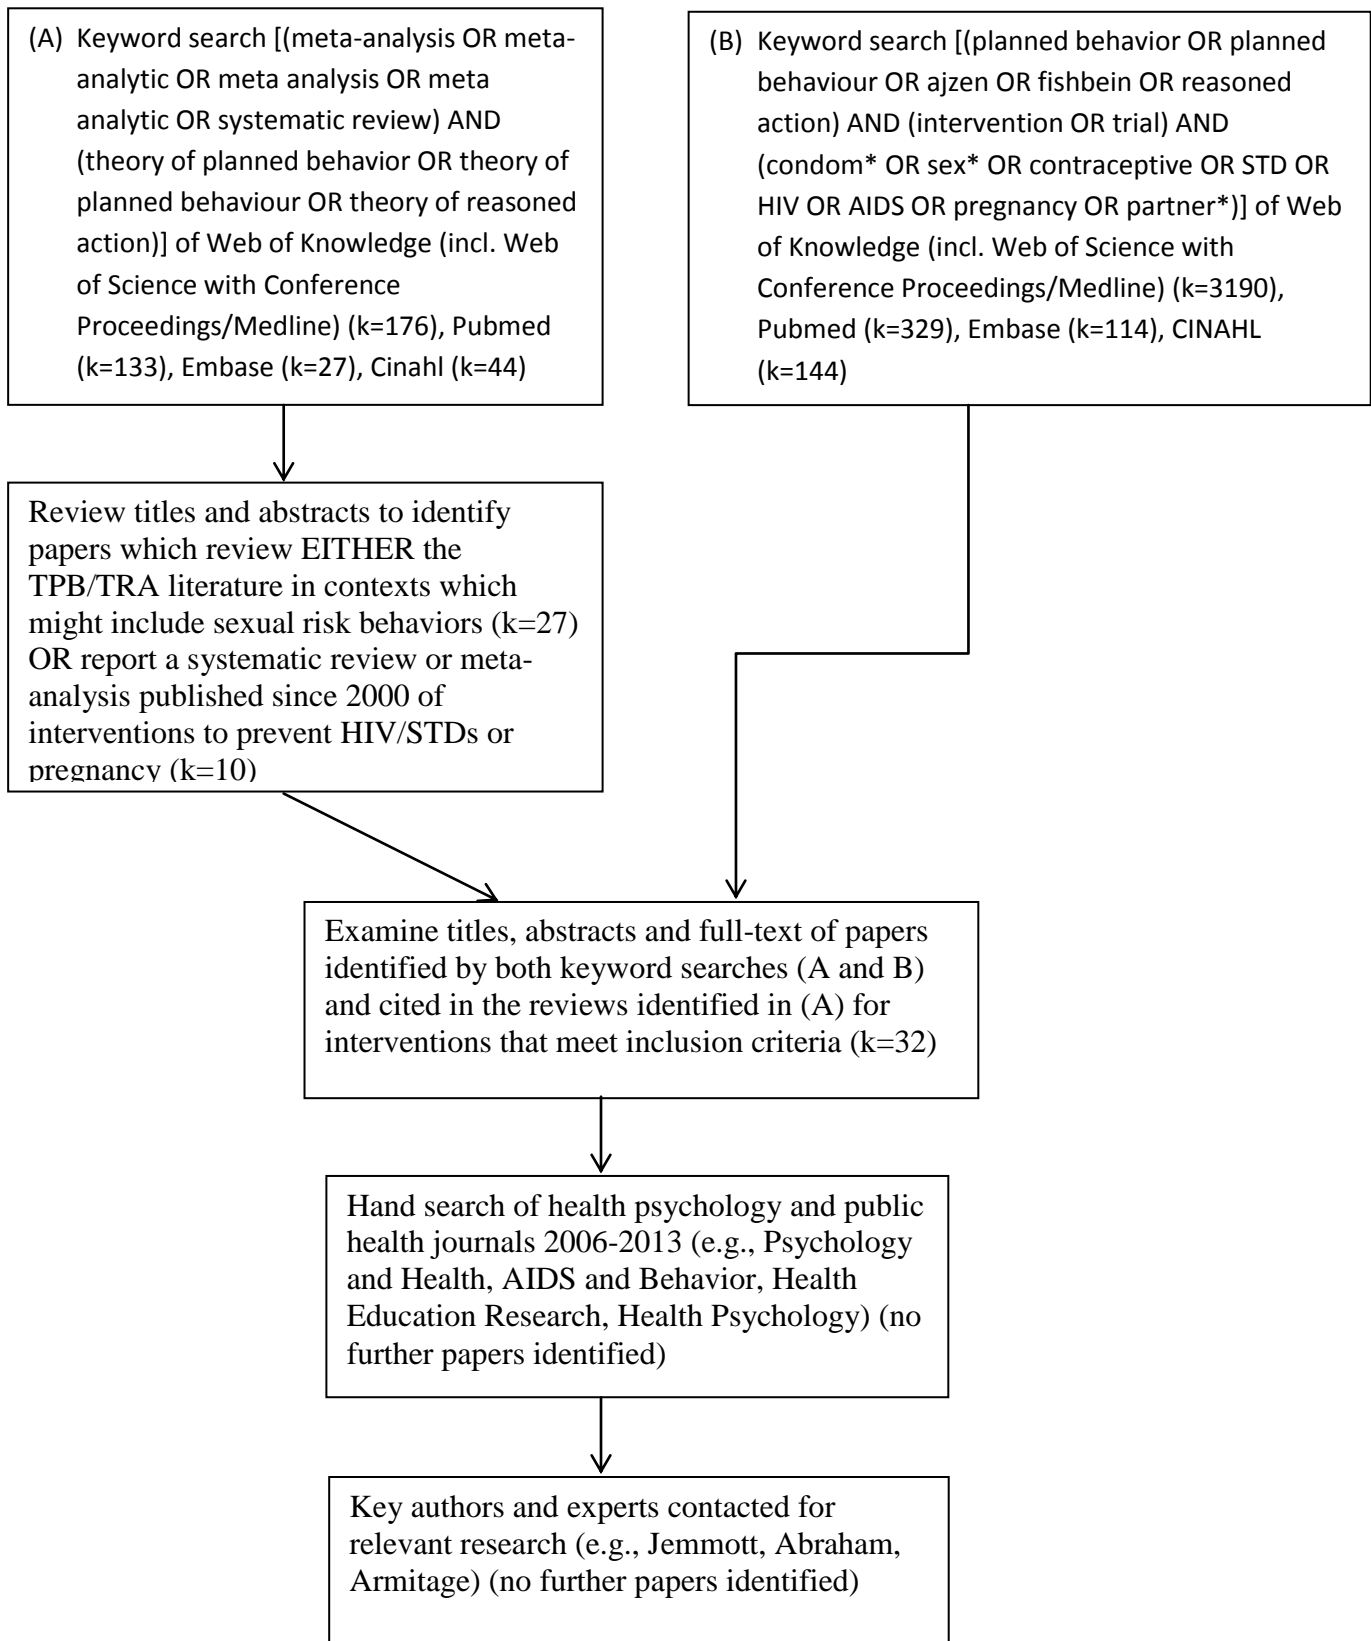 (A) Keyword search [(meta-analysis OR meta-
analytic OR meta analysis OR meta
analytic OR systematic review) AND
(theory of planned behavior OR theory of
planned behaviour OR theory of reasoned
action)] of Web of Knowledge (incl. Web
of Science with Conference
Proceedings/Medline) (k=176), Pubmed
(k=133), Embase (k=27), Cinahl (k=44)
(B) Keyword search [(planned behavior OR planned
behaviour OR ajzen OR fishbein OR reasoned
action) AND (intervention OR trial) AND
(condom* OR sex* OR contraceptive OR STD OR
HIV OR AIDS OR pregnancy OR partner*)] of Web
of Knowledge (incl. Web of Science with
Conference Proceedings/Medline) (k=3190),
Pubmed (k=329), Embase (k=114), CINAHL
(k=144)
Review titles and abstracts to identify
papers which review EITHER the
TPB/TRA literature in contexts which
might include sexual risk behaviors (k=27)
OR report a systematic review or meta-
analysis published since 2000 of
interventions to prevent HIV/STDs or
pregnancy (k=10)
Examine titles, abstracts and full-text of papers
identified by both keyword searches (A and B)
and cited in the reviews identified in (A) for
interventions that meet inclusion criteria (k=32)
Hand search of health psychology and public
health journals 2006-2013 (e.g., Psychology
and Health, AIDS and Behavior, Health
Education Research, Health Psychology) (no
further papers identified)
Key authors and experts contacted for
relevant research (e.g., Jemmott, Abraham,
Armitage) (no further papers identified)